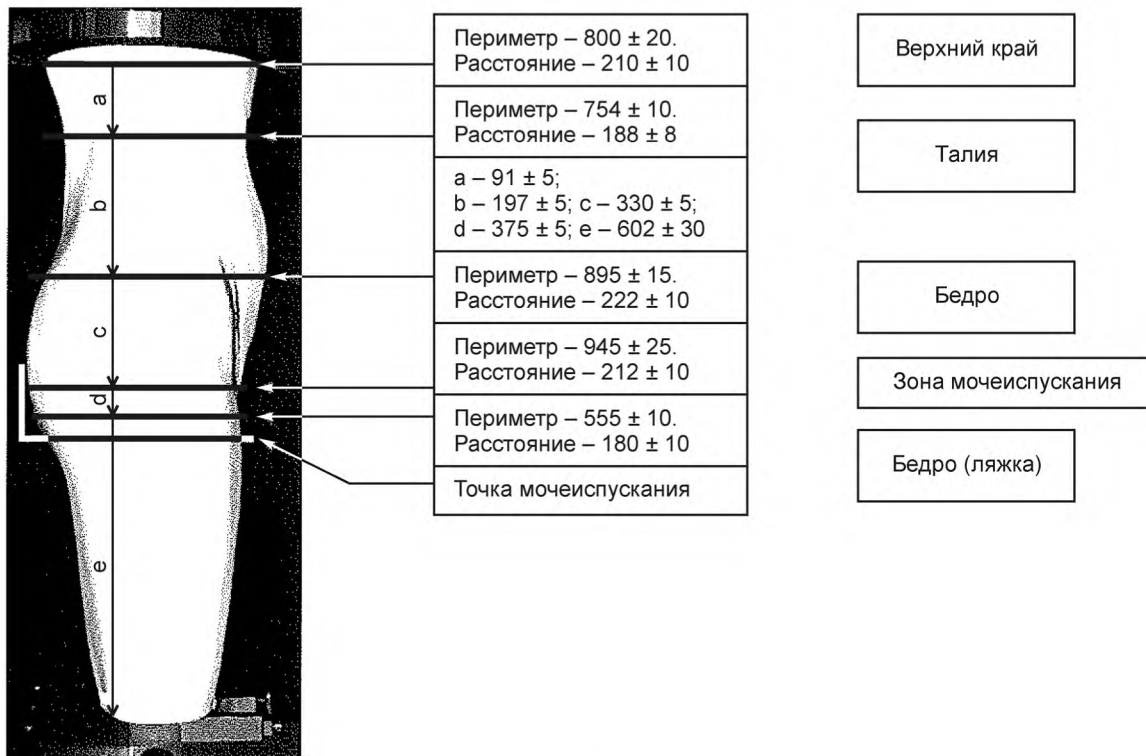 Периметр – 800 ± 20.
Расстояние – 210 ± 10
Верхний край
a
Периметр – 754 ± 10.
Расстояние – 188 ± 8
Талия
b
a – 91 ± 5;
b – 197 ± 5; c – 330 ± 5;
d – 375 ± 5; e – 602 ± 30
Периметр – 895 ± 15.
Расстояние – 222 ± 10
Бедро
c
Периметр – 945 ± 25.
Расстояние – 212 ± 10
Зона мочеиспускания
d
Периметр – 555 ± 10.
Расстояние – 180 ± 10
Бедро (ляжка)
Точка мочеиспускания
e